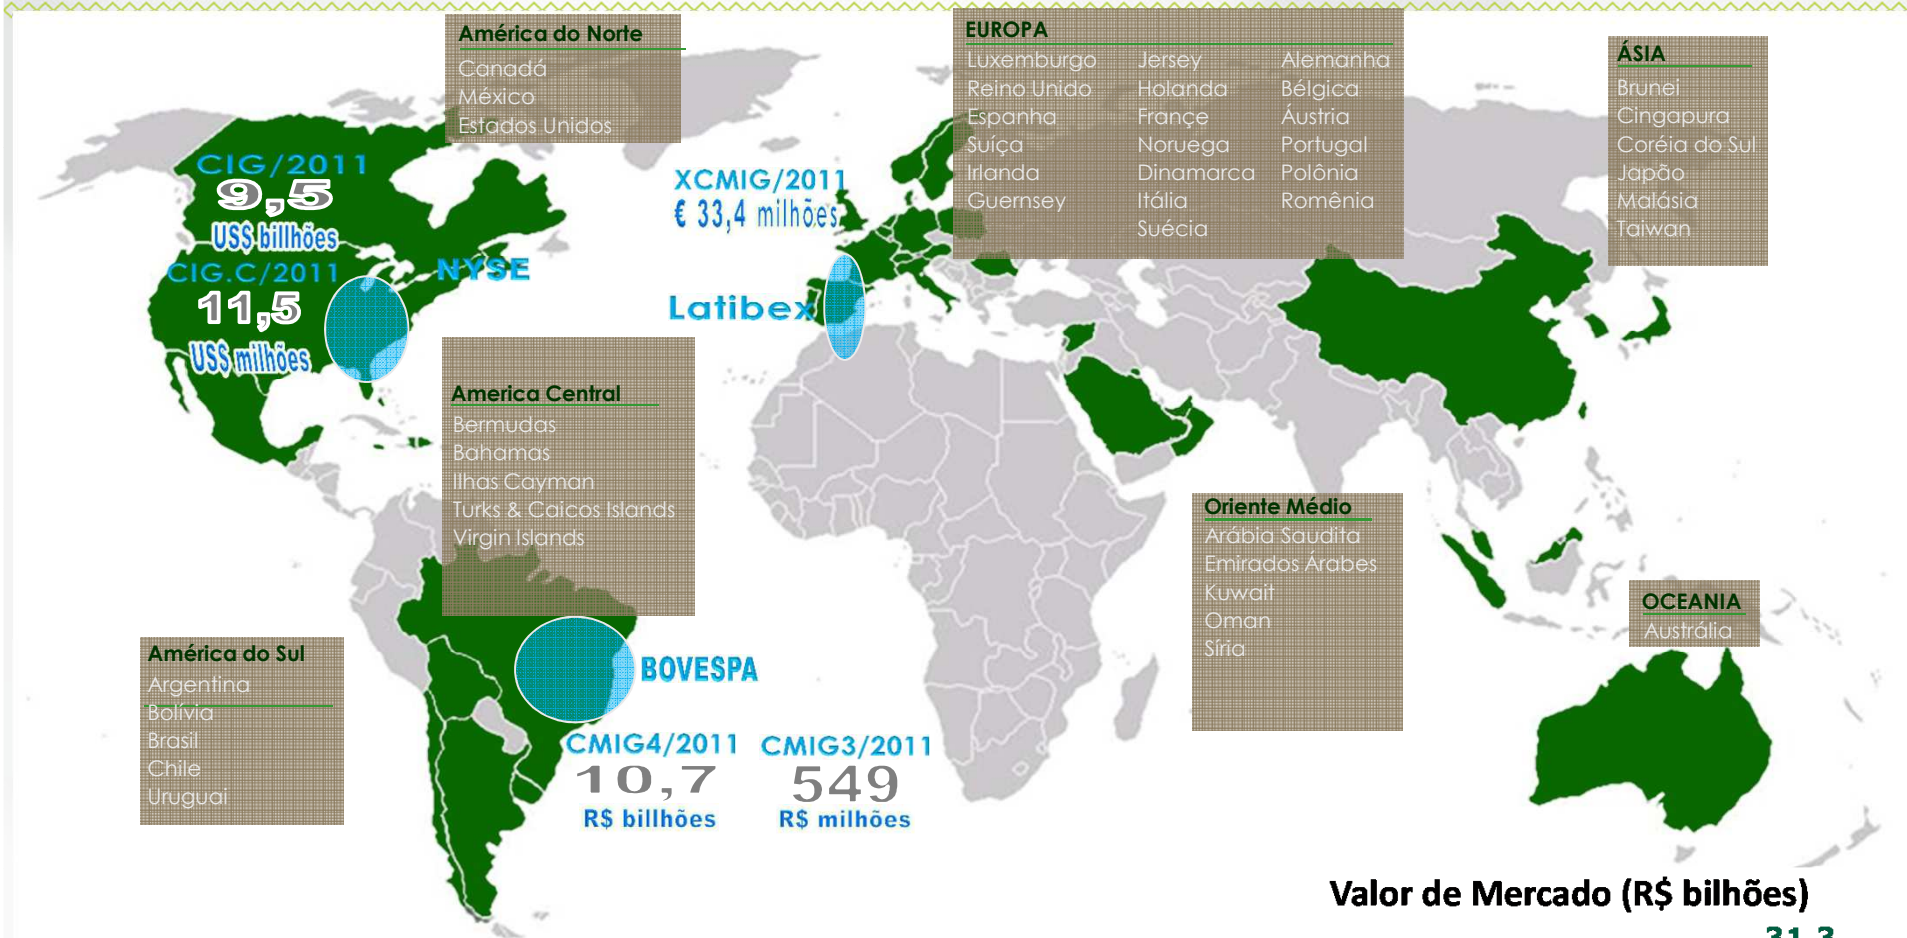 América do Norte
Canadá
México
Estados Unidos
EUROPA
Luxemburgo
Reino Unido
Espanha
Suíça
Irlanda
Guernsey
Jersey
Holanda
Françe
Noruega
Dinamarca
Itália
Suécia
Alemanha
Bélgica
Áustria
Portugal
Polônia
Romênia
ÁSIA
Brunei
Cingapura
Coréia do Sul
Japão
Malásia
Taiwan
CIG/2011
9,5
US$ billhões
CIG.C/2011
11,5
US$ milhões
NYSE
XCMIG/2011
€ 33,4 milhões
Latibex
America Central
Bermudas
Bahamas
Ilhas Cayman
Turks & Caicos Islands
Virgin Islands
Oriente Médio
Arábia Saudita
Emirados Árabes
Kuwait
Oman
Síria
OCEANIA
Austrália
América do Sul
Argentina
Bolívia
Brasil
Chile
Uruguai
BOVESPA
CMIG4/2011
10,7
R$ billhões
CMIG3/2011
549
R$ milhões
Valor de Mercado (R$ bilhões)
31,3